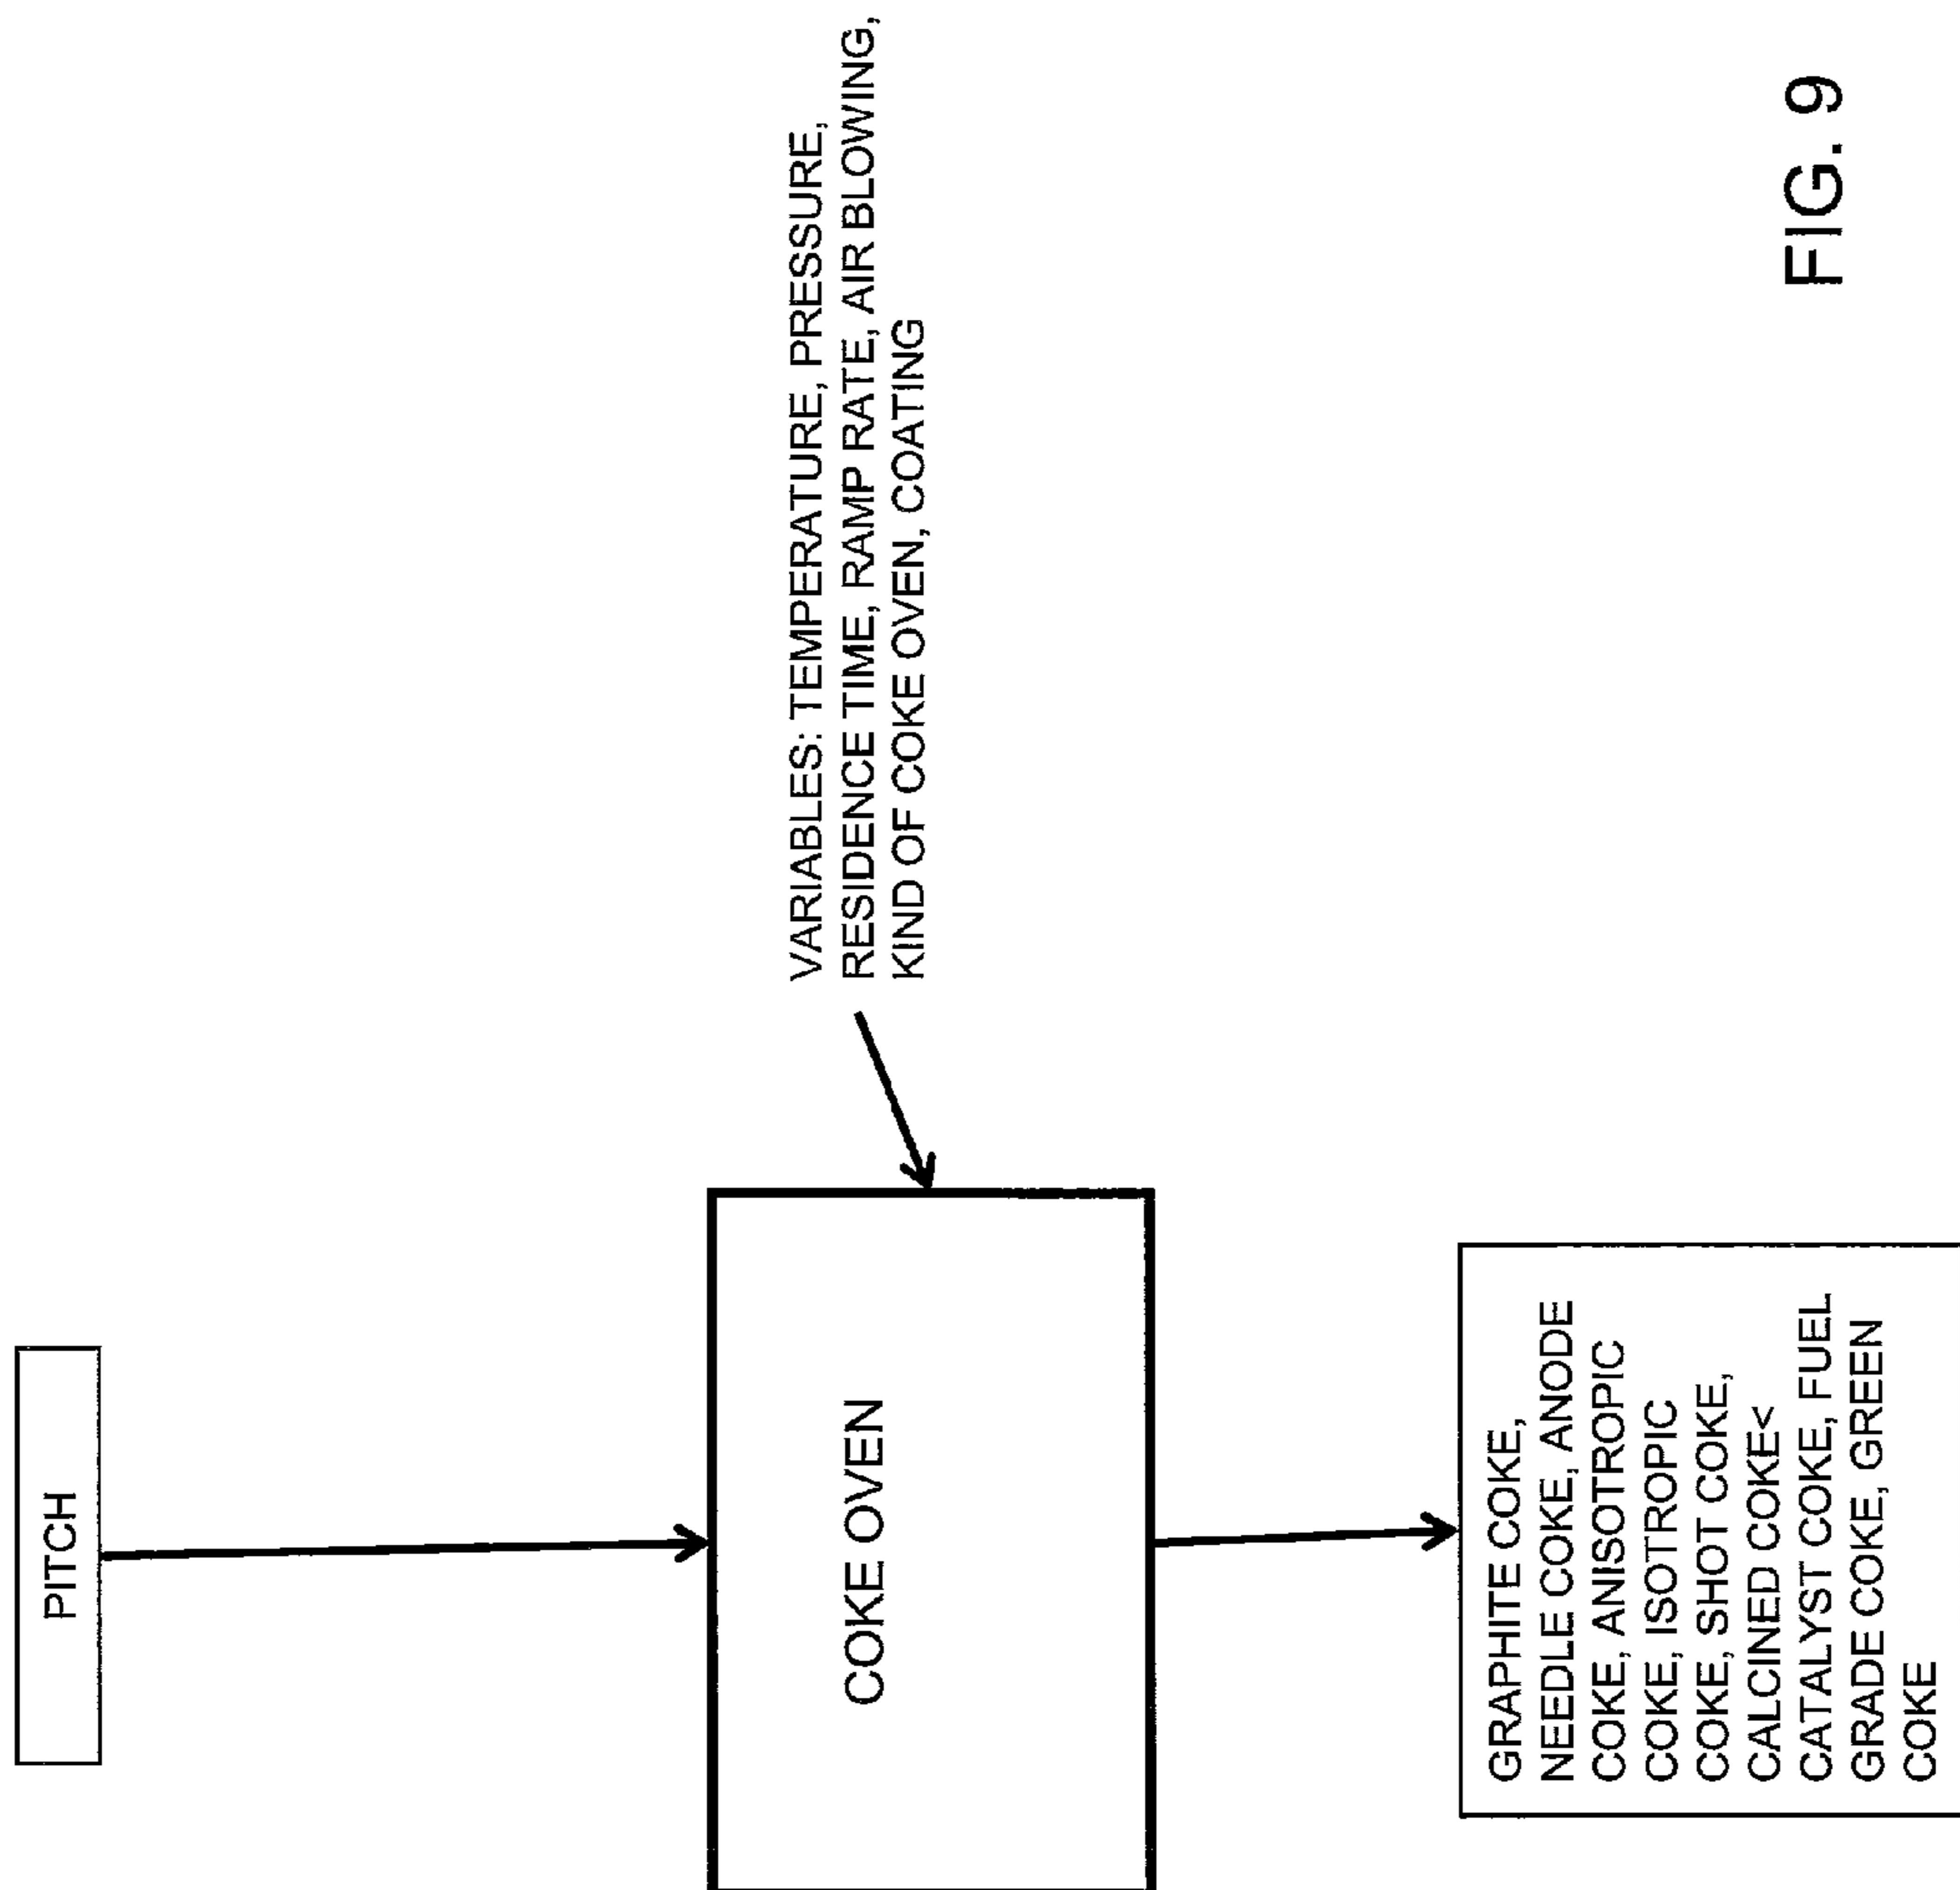 PITCH
COKE OVEN
VARIABLES: TEMPERATURE, PRESSURE,
RESIDENCE TIME, RAMP RATE, AIR BLOWING,
KIND OF COKE OVEN, COATING
GRAPHITE COKE,
NEEDLE COKE, ANODE
COKE, ANISOTROPIC
COKE, ISOTROPIC
COKE, SHOT COKE,
CALCINED COKE<
CATALYST COKE, FUEL
GRADE COKE, GREEN
COKE
FIG. 9